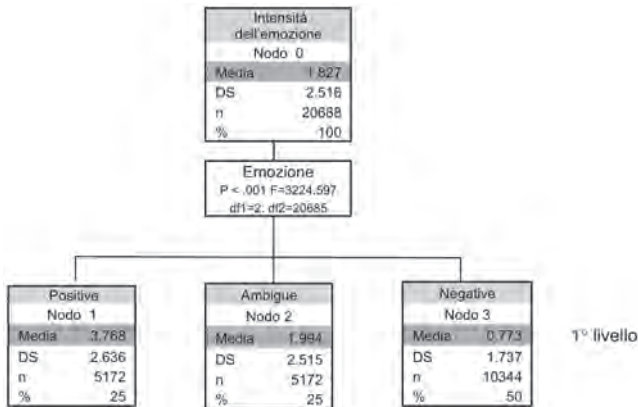 Intensità
dell'emozione
Nodo 0
Media 1.827
DS 2.516
n 20688
% 100
Emozione
P < .001 F=3224.597
df1=2; df2=20685
Positive
Nodo 1
Media 3.768
DS 2.636
n 5172
% 25
Ambigue
Nodo 2
Media 1.994
DS 2.515
n 5172
% 25
Negative
Nodo 3
Media 0.773
DS 1.737
n 10344
% 50
1° livello